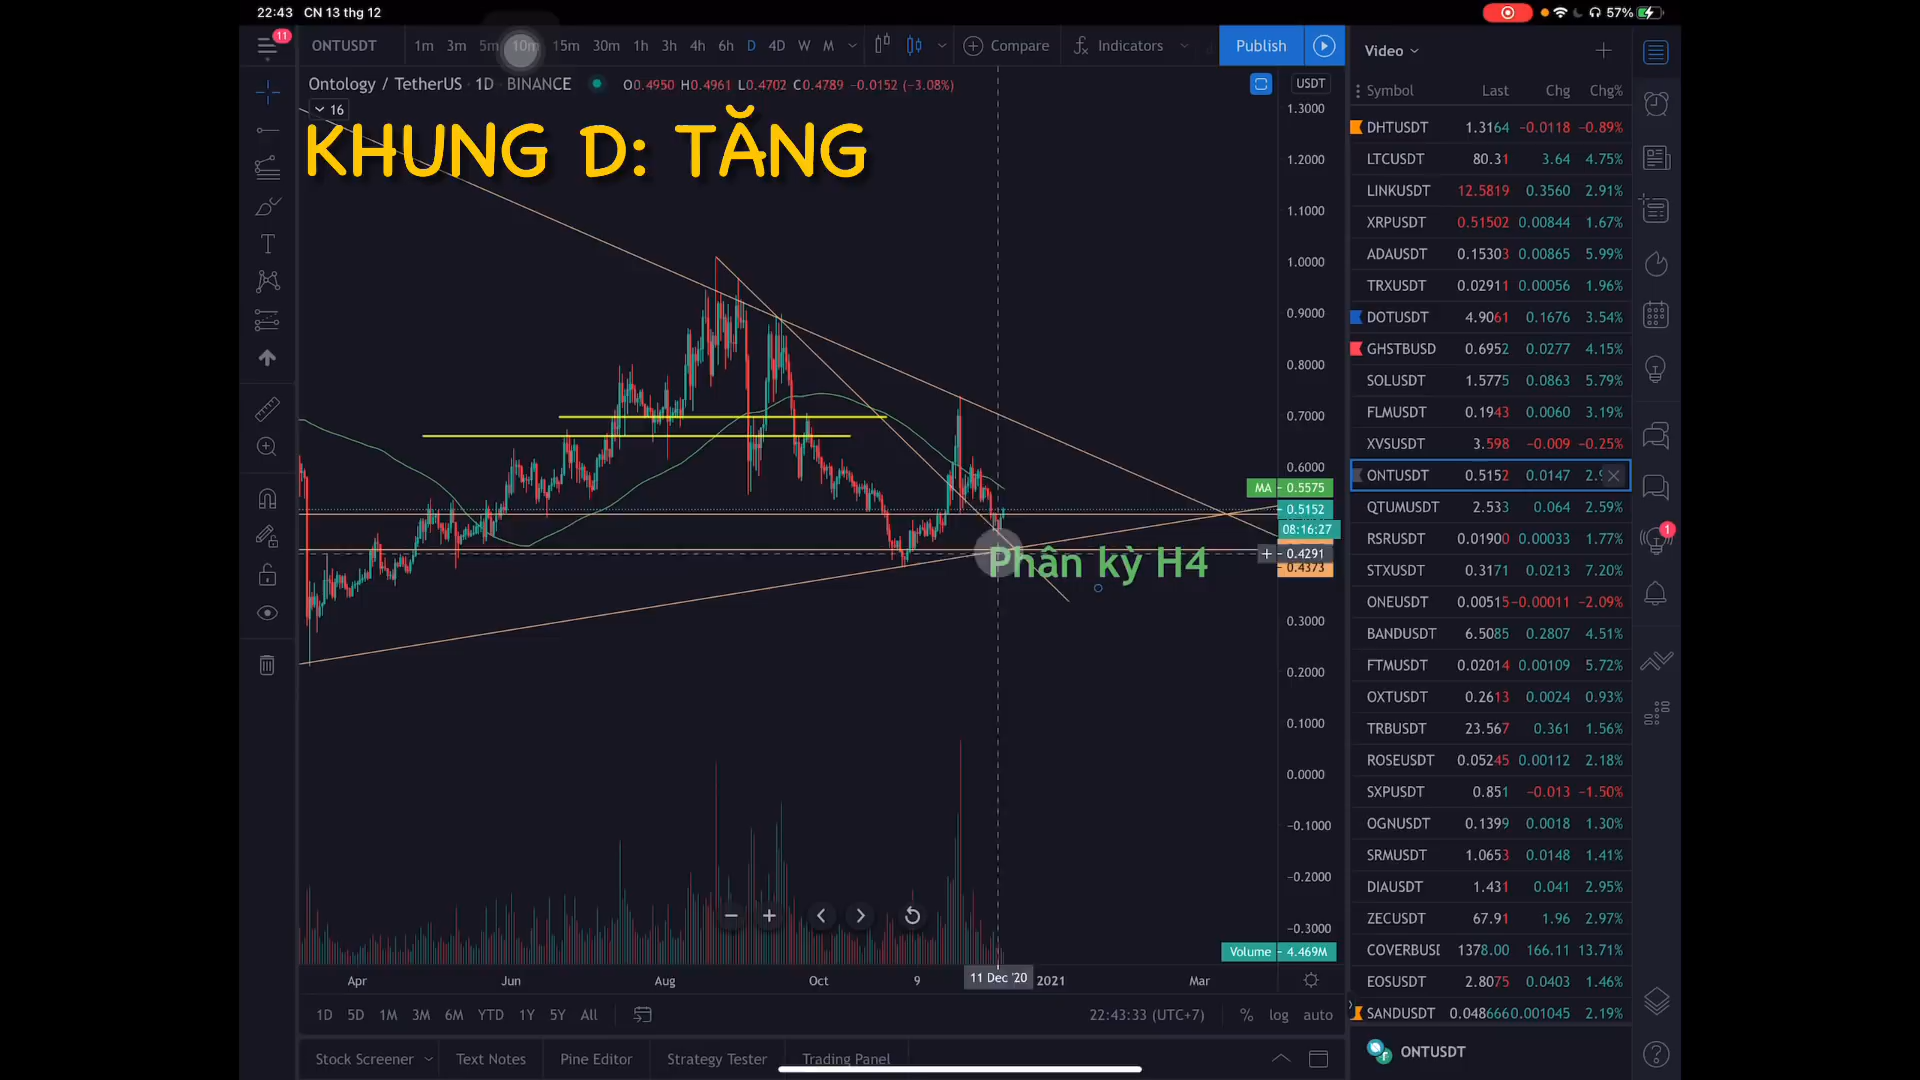 22:43 CN 13 thg 12
57%
11
ONTUSDT 1m 3m 5m 10m 15m 30m 1h 3h 4h 6h D 4D W M Compare Indicators Publish
Video
Ontology / TetherUS · 1D · BINANCE O0.4950 H0.4961 L0.4702 C0.4789 −0.0152 (−3.08%)
16
USDT
KHUNG D: TĂNG
Phân kỳ H4
1.3000
1.2000
1.1000
1.0000
0.9000
0.8000
0.7000
0.6000
MA 0.5575
0.5152
08:16:27
0.4291
0.4373
0.3000
0.2000
0.1000
0.0000
−0.1000
−0.2000
−0.3000
Volume 4.469M
Apr Jun Aug Oct 9 11 Dec '20 2021 Mar
1D 5D 1M 3M 6M YTD 1Y 5Y All 22:43:33 (UTC+7) % log auto
Stock Screener Text Notes Pine Editor Strategy Tester Trading Panel
Symbol Last Chg Chg%
DHTUSDT 1.3164 −0.0118 −0.89%
LTCUSDT 80.31 3.64 4.75%
LINKUSDT 12.5819 0.3560 2.91%
XRPUSDT 0.51502 0.00844 1.67%
ADAUSDT 0.15303 0.00865 5.99%
TRXUSDT 0.02911 0.00056 1.96%
DOTUSDT 4.9061 0.1676 3.54%
GHSTBUSD 0.6952 0.0277 4.15%
SOLUSDT 1.5775 0.0863 5.79%
FLMUSDT 0.1943 0.0060 3.19%
XVSUSDT 3.598 −0.009 −0.25%
ONTUSDT 0.5152 0.0147
QTUMUSDT 2.533 0.064 2.59%
RSRUSDT 0.01900 0.00033 1.77%
STXUSDT 0.3171 0.0213 7.20%
ONEUSDT 0.00515 −0.00011 −2.09%
BANDUSDT 6.5085 0.2807 4.51%
FTMUSDT 0.02014 0.00109 5.72%
OXTUSDT 0.2613 0.0024 0.93%
TRBUSDT 23.567 0.361 1.56%
ROSEUSDT 0.05245 0.00112 2.18%
SXPUSDT 0.851 −0.013 −1.50%
OGNUSDT 0.1399 0.0018 1.30%
SRMUSDT 1.0653 0.0148 1.41%
DIAUSDT 1.431 0.041 2.95%
ZECUSDT 67.91 1.96 2.97%
COVERBUSD 1378.00 166.11 13.71%
EOSUSDT 2.8075 0.0403 1.46%
SANDUSDT 0.048666 0.001045 2.19%
ONTUSDT
1